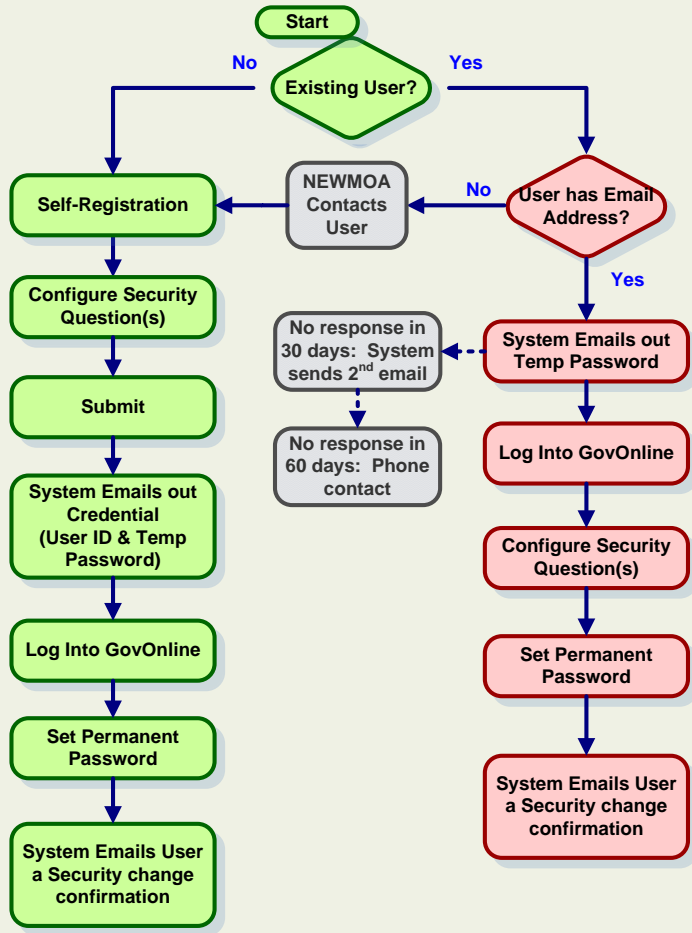 Start
No
Yes
Existing User?
Self-Registration
NEWMOA
Contacts
User
No
User has Email
Address?
Yes
Configure Security
Question(s)
No response in
30 days: System
sends 2nd email
System Emails out
Temp Password
Submit
No response in
60 days: Phone
contact
Log Into GovOnline
System Emails out
Credential
(User ID & Temp
Password)
Configure Security
Question(s)
Log Into GovOnline
Set Permanent
Password
Set Permanent
Password
System Emails User
a Security change
confirmation
System Emails User
a Security change
confirmation